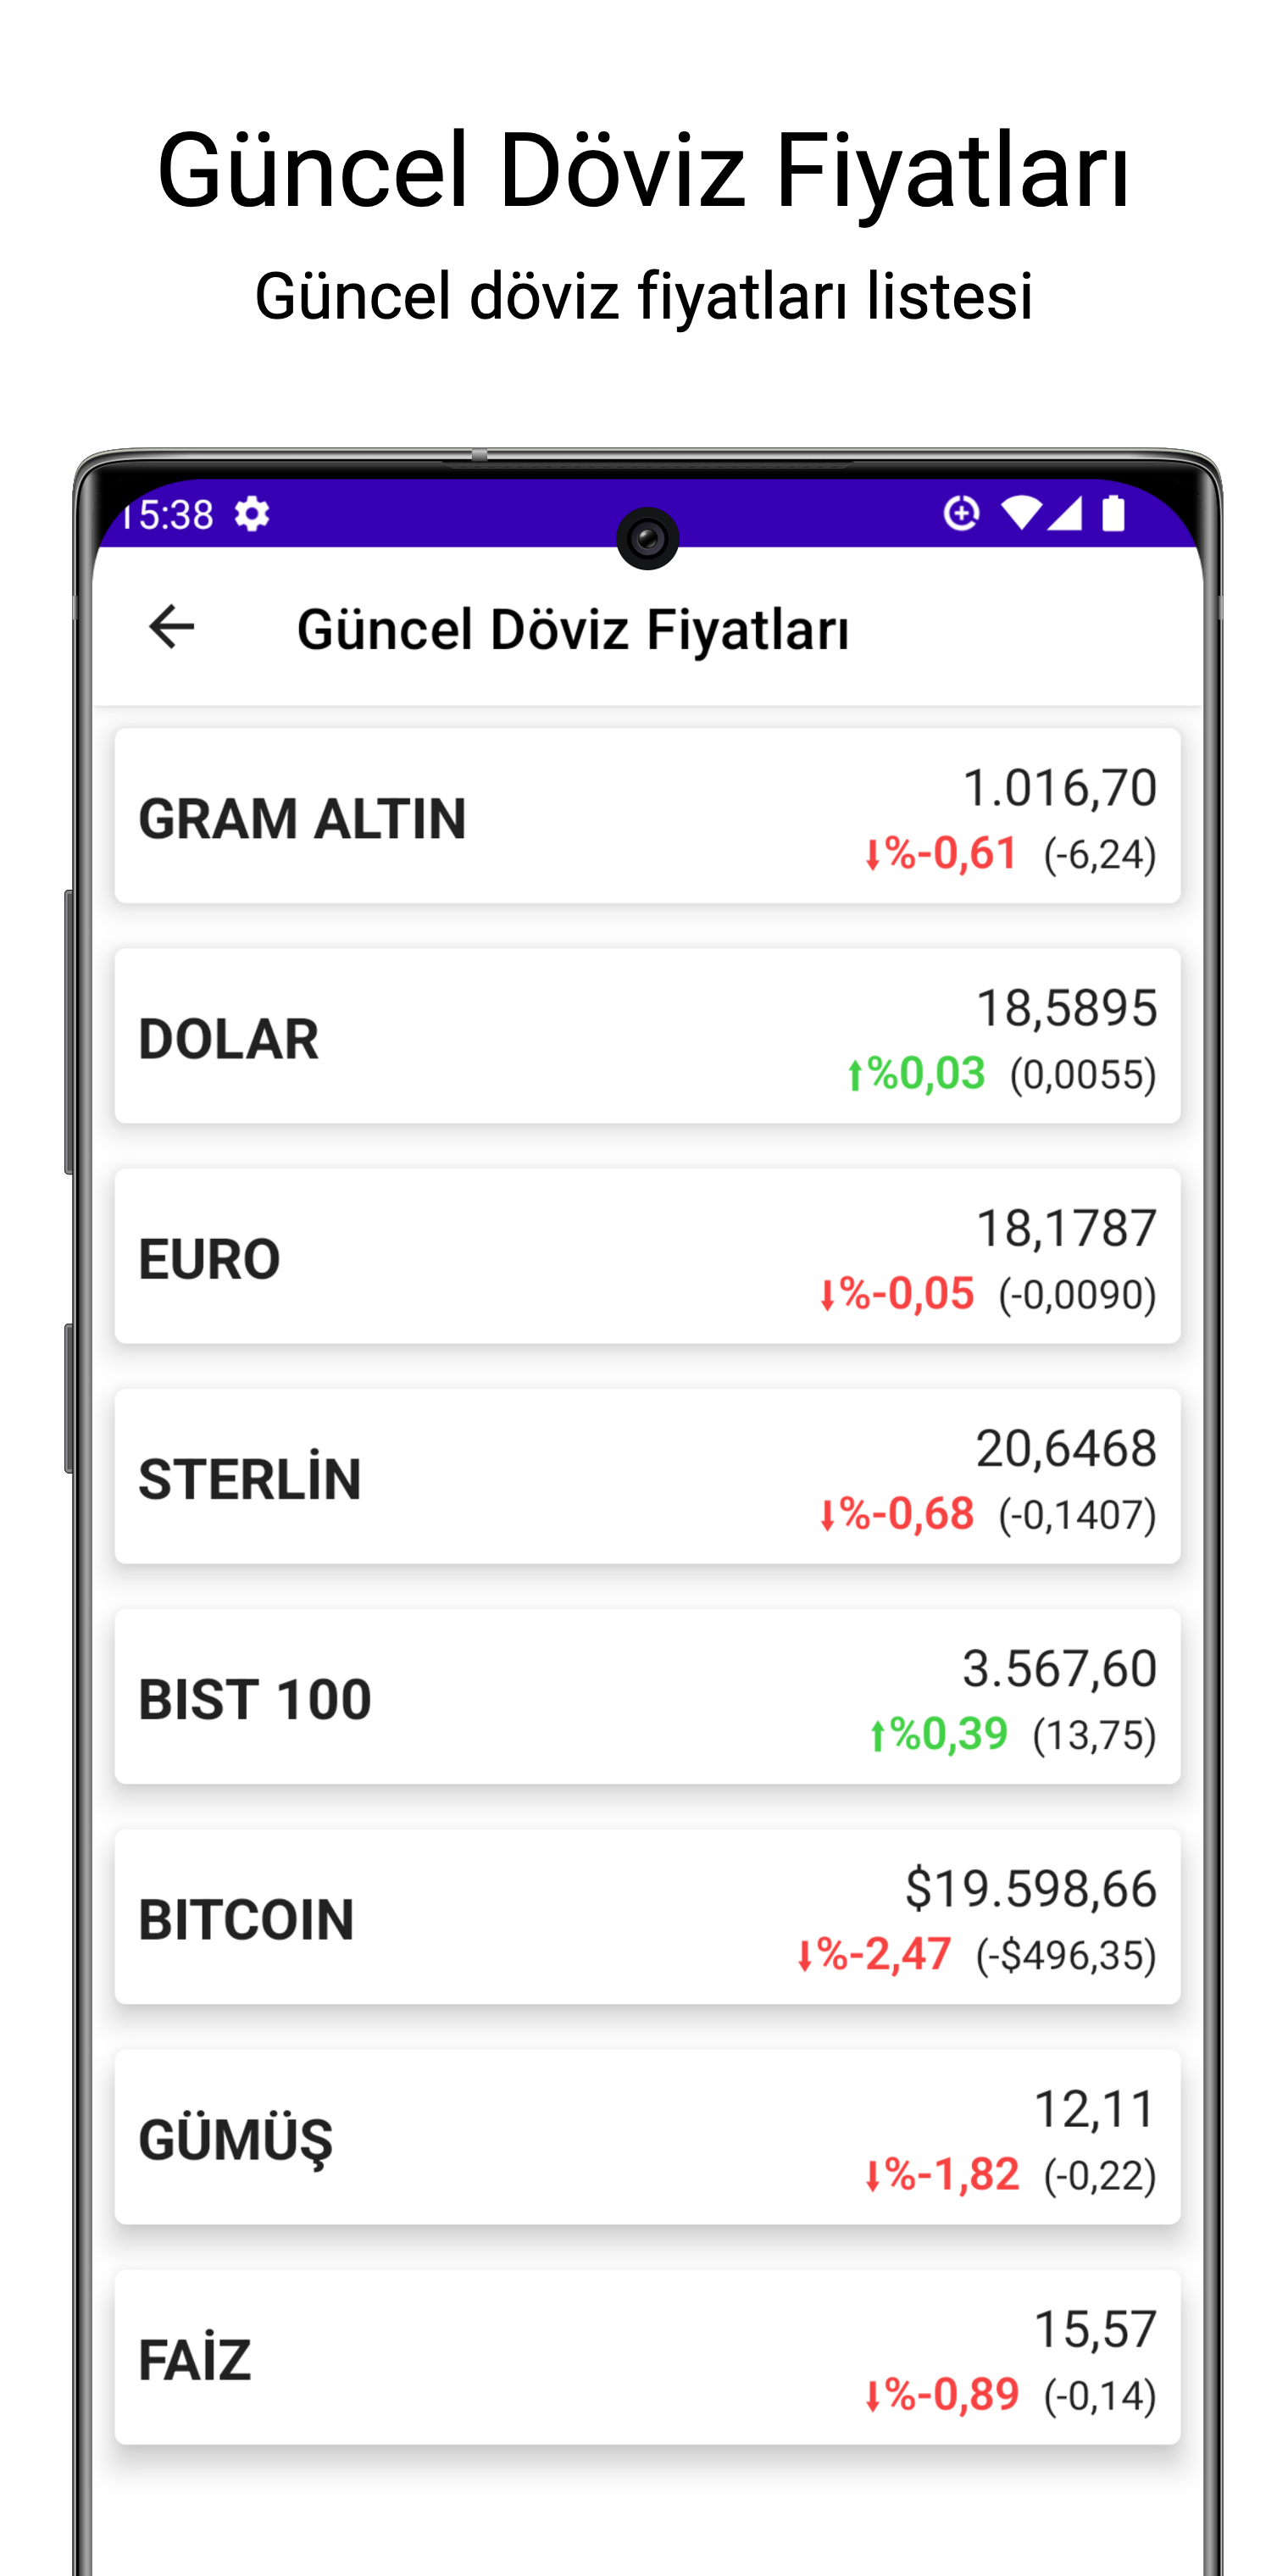 Güncel Döviz Fiyatları
Güncel döviz fiyatları listesi
15:38
Güncel Döviz Fiyatları
GRAM ALTIN
1.016,70
%-0,61 (-6,24)
DOLAR
18,5895
%0,03 (0,0055)
EURO
18,1787
%-0,05 (-0,0090)
STERLİN
20,6468
%-0,68 (-0,1407)
BIST 100
3.567,60
%0,39 (13,75)
BITCOIN
$19.598,66
%-2,47 (-$496,35)
GÜMÜŞ
12,11
%-1,82 (-0,22)
FAİZ
15,57
%-0,89 (-0,14)